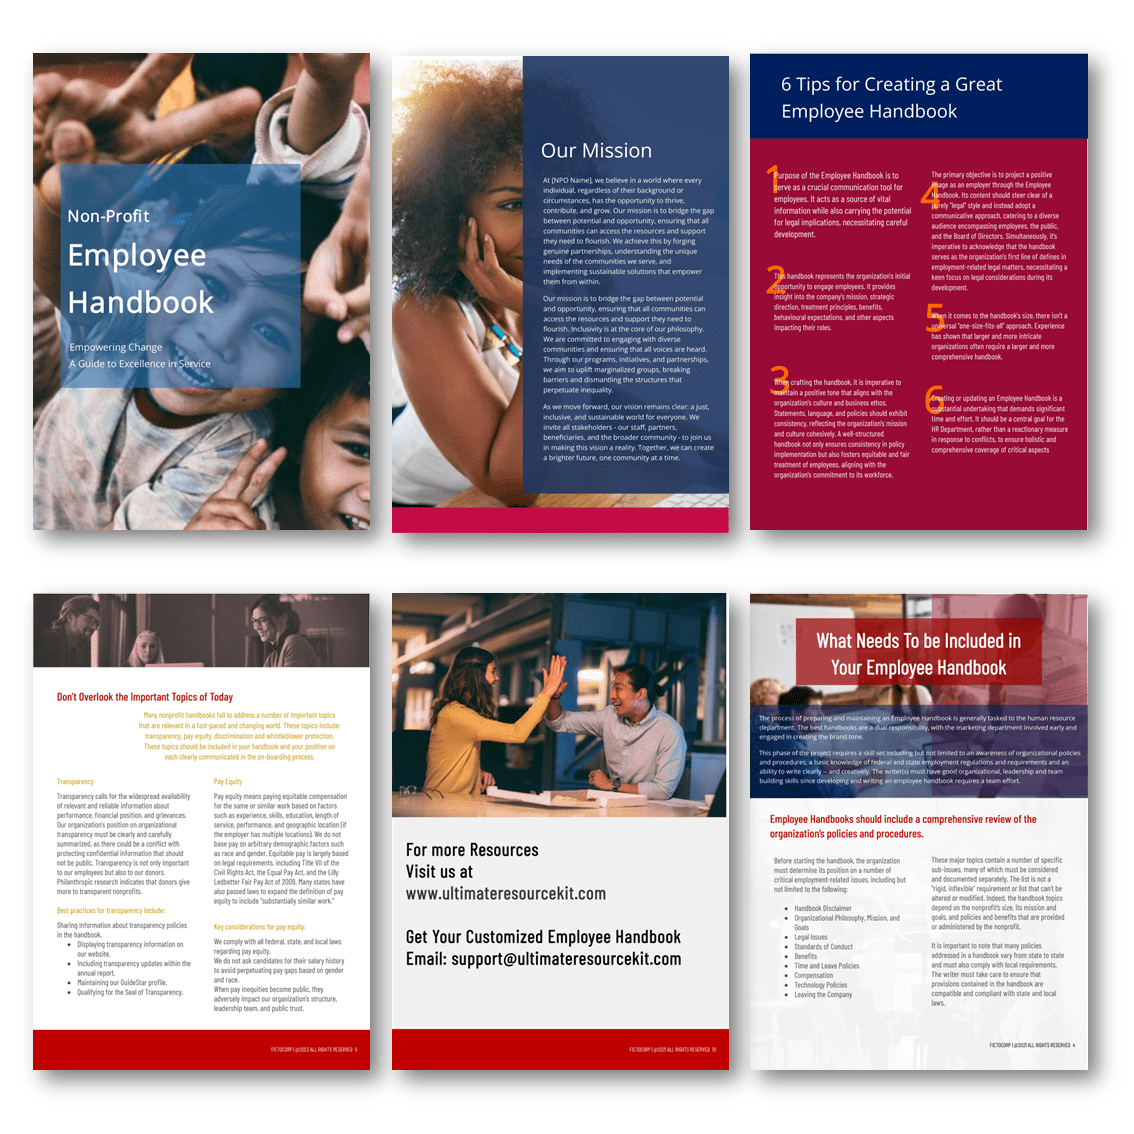 Non-Profit
Employee
Handbook
Empowering Change
A Guide to Excellence in Service
Our Mission
At [NPO Name], we believe in a world where every
individual, regardless of their background or
circumstances, has the opportunity to thrive,
contribute, and grow. Our mission is to bridge the gap
between potential and opportunity, ensuring that all
communities can access the resources and support
they need to flourish. We achieve this by forging
genuine partnerships, understanding the unique
needs of the communities we serve, and
implementing sustainable solutions that empower
them from within.
Our mission is to bridge the gap between potential
and opportunity, ensuring that all communities can
access the resources and support they need to
flourish. Inclusivity is at the core of our philosophy.
We are committed to engaging with diverse
communities and ensuring that all voices are heard.
Through our programs, initiatives, and partnerships,
we aim to uplift marginalized groups, breaking
barriers and dismantling the structures that
perpetuate inequality.
As we move forward, our vision remains clear: a just,
inclusive, and sustainable world for everyone. We
invite all stakeholders - our staff, partners,
beneficiaries, and the broader community - to join us
in making this vision a reality. Together, we can create
a brighter future, one community at a time.
6 Tips for Creating a Great
Employee Handbook
1
Purpose of the Employee Handbook is to
serve as a crucial communication tool for
employees. It acts as a source of vital
information while also carrying the potential
for legal implications, necessitating careful
development.
2
This handbook represents the organization's initial
opportunity to engage employees. It provides
insight into the company's mission, strategic
direction, treatment principles, benefits,
behavioural expectations, and other aspects
impacting their roles.
3
When crafting the handbook, it is imperative to
maintain a positive tone that aligns with the
organization's culture and business ethos.
Statements, language, and policies should exhibit
consistency, reflecting the organization's mission
and culture cohesively. A well-structured
handbook not only ensures consistency in policy
implementation but also fosters equitable and fair
treatment of employees, aligning with the
organization's commitment to its workforce.
4
The primary objective is to project a positive
image as an employer through the Employee
Handbook. Its content should steer clear of a
purely "legal" style and instead adopt a
communicative approach, catering to a diverse
audience encompassing employees, the public,
and the Board of Directors. Simultaneously, it's
imperative to acknowledge that the handbook
serves as the organization's first line of defines in
employment-related legal matters, necessitating a
keen focus on legal considerations during its
development.
5
When it comes to the handbook's size, there isn't a
universal "one-size-fits-all" approach. Experience
has shown that larger and more intricate
organizations often require a larger and more
comprehensive handbook.
6
Creating or updating an Employee Handbook is a
substantial undertaking that demands significant
time and effort. It should be a central goal for the
HR Department, rather than a reactionary measure
in response to conflicts, to ensure holistic and
comprehensive coverage of critical aspects
Don't Overlook the Important Topics of Today
Many nonprofit handbooks fail to address a number of important topics
that are relevant in a fast-paced and changing world. These topics include:
transparency, pay equity, discrimination and whistleblower protection.
These topics should be included in your handbook and your position on
each clearly communicated in the on-boarding process.
Transparency
Transparency calls for the widespread availability
of relevant and reliable information about
performance, financial position, and grievances.
Our organization's position on organizational
transparency must be clearly and carefully
summarized, as there could be a conflict with
protecting confidential information that should
not be public. Transparency is not only important
to our employees but also to our donors.
Philanthropic research indicates that donors give
more to transparent nonprofits.
Best practices for transparency include:
Sharing information about transparency policies
in the handbook.
• Displaying transparency information on
our website.
• Including transparency updates within the
annual report.
• Maintaining our GuideStar profile.
• Qualifying for the Seal of Transparency.
Pay Equity
Pay equity means paying equitable compensation
for the same or similar work based on factors
such as experience, skills, education, length of
service, performance, and geographic location (if
the employer has multiple locations). We do not
base pay on arbitrary demographic factors such
as race and gender. Equitable pay is largely based
on legal requirements, including Title VII of the
Civil Rights Act, the Equal Pay Act, and the Lilly
Ledbetter Fair Pay Act of 2009. Many states have
also passed laws to expand the definition of pay
equity to include "substantially similar work."
Key considerations for pay equity:
We comply with all federal, state, and local laws
regarding pay equity.
We do not ask candidates for their salary history
to avoid perpetuating pay gaps based on gender
and race.
When pay inequities become public, they
adversely impact our organization's structure,
leadership team, and public trust.
FICTOCORP | @2023 ALL RIGHTS RESERVED 5
For more Resources
Visit us at
www.ultimateresourcekit.com
Get Your Customized Employee Handbook
Email: support@ultimateresourcekit.com
FICTOCORP | @2021 ALL RIGHTS RESERVED 10
What Needs To be Included in
Your Employee Handbook
The process of preparing and maintaining an Employee Handbook is generally tasked to the human resource
department. The best handbooks are a dual responsibility, with the marketing department involved early and
engaged in creating the brand tone.
This phase of the project requires a skill set including but not limited to an awareness of organizational policies
and procedures, a basic knowledge of federal and state employment regulations and requirements and an
ability to write clearly – and creatively. The writer(s) must have good organizational, leadership and team
building skills since developing and writing an employee handbook requires a team effort.
Employee Handbooks should include a comprehensive review of the
organization's policies and procedures.
Before starting the handbook, the organization
must determine its position on a number of
critical employment-related issues, including but
not limited to the following:
• Handbook Disclaimer
• Organizational Philosophy, Mission, and
Goals
• Legal Issues
• Standards of Conduct
• Benefits
• Time and Leave Policies
• Compensation
• Technology Policies
• Leaving the Company
These major topics contain a number of specific
sub-issues, many of which must be considered
and documented separately. The list is not a
"rigid, inflexible" requirement or list that can't be
altered or modified. Indeed, the handbook topics
depend on the nonprofit's size, its mission and
goals, and policies and benefits that are provided
or administered by the nonprofit.
It is important to note that many policies
addressed in a handbook vary from state to state
and must also comply with local requirements.
The writer must take care to ensure that
provisions contained in the handbook are
compatible and compliant with state and local
laws.
FICTOCORP | @2021 ALL RIGHTS RESERVED 4